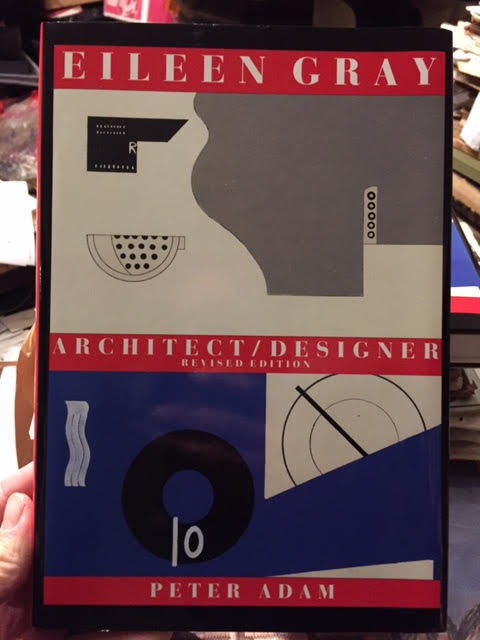 EILEEN GRAY
R
ARCHITECT/DESIGNER
REVISED EDITION
10
PETER ADAM